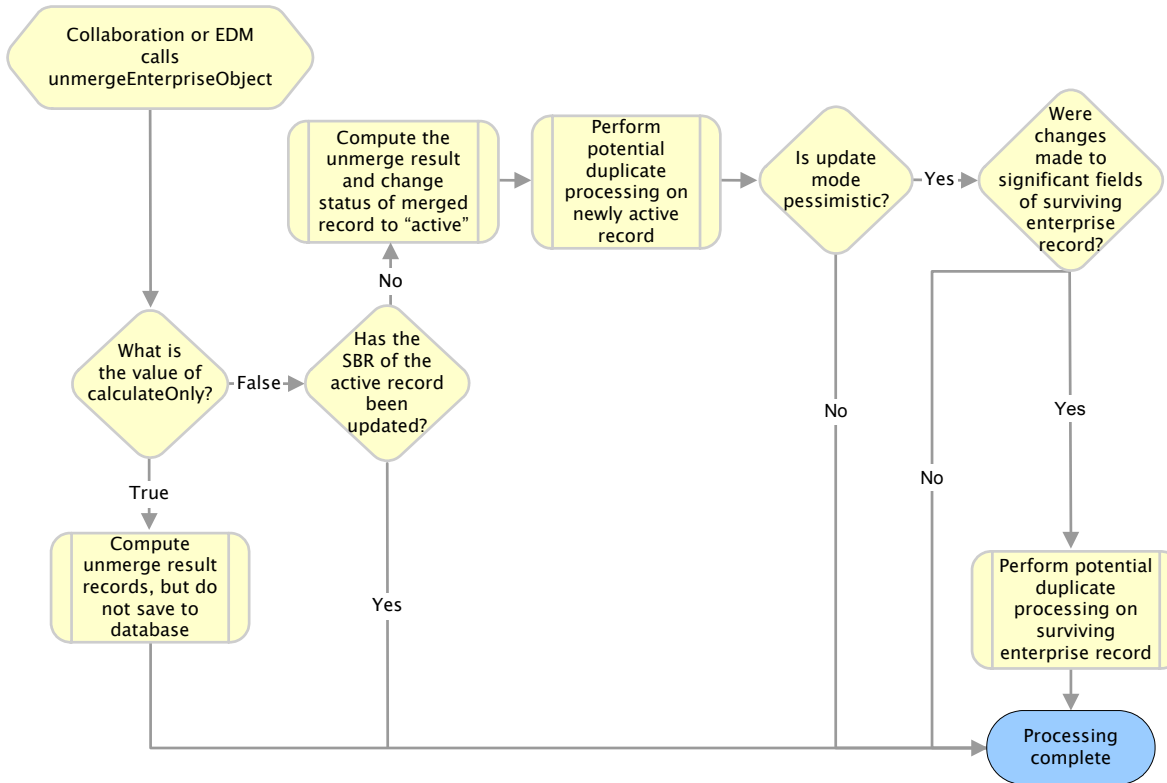 Collaboration or EDM
calls
unmergeEnterpriseObject
Compute the
unmerge result
and change
status of merged
record to “active”
Perform
potential
duplicate
processing on
newly active
record
Is update
mode
pessimistic?
Yes
Were
changes
made to
significant fields
of surviving
enterprise
record?
No
What is
the value of
calculateOnly?
False
Has the
SBR of the
active record
been
updated?
No
Yes
No
True
Compute
unmerge result
records, but do
not save to
database
Yes
Perform potential
duplicate
processing on
surviving
enterprise record
Processing
complete